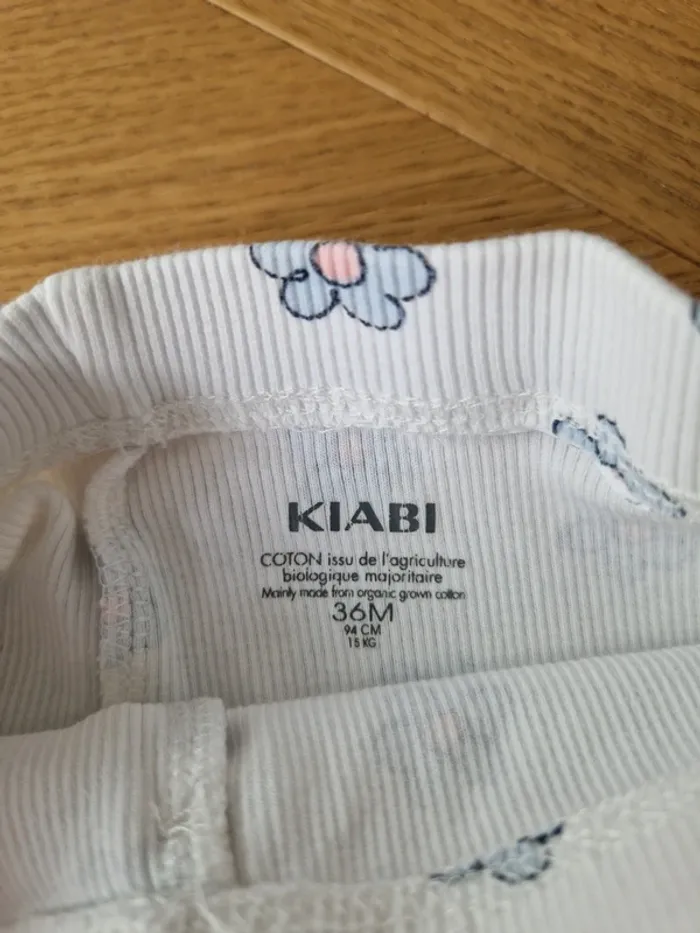 KIABI
COTON issu de l'agriculture
biologique majoritaire
Mainly made from organic grown cotton
36M
94 CM
15 KG